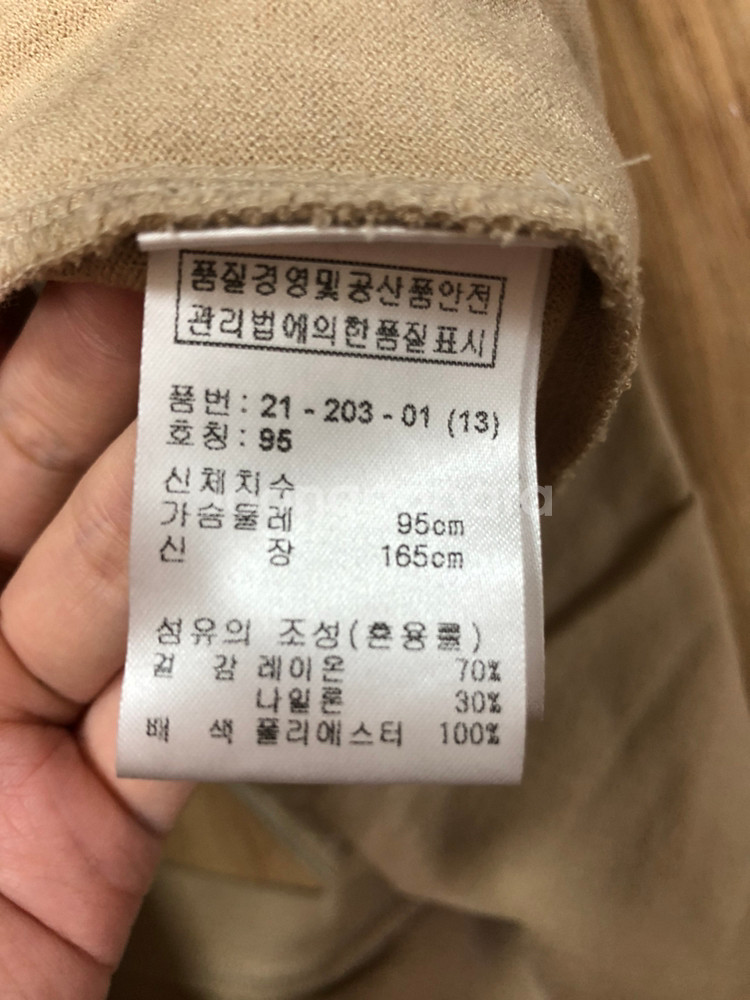 품질경영및공산품안전
관리법에의한품질표시
품번 : 21 - 203 - 01 (13)
호칭 : 95
신체치수
가슴둘레 95cm
신 장 165cm
섬유의 조성(혼용률)
겉 감 레이온 70%
나일론 30%
배 색 폴리에스터 100%